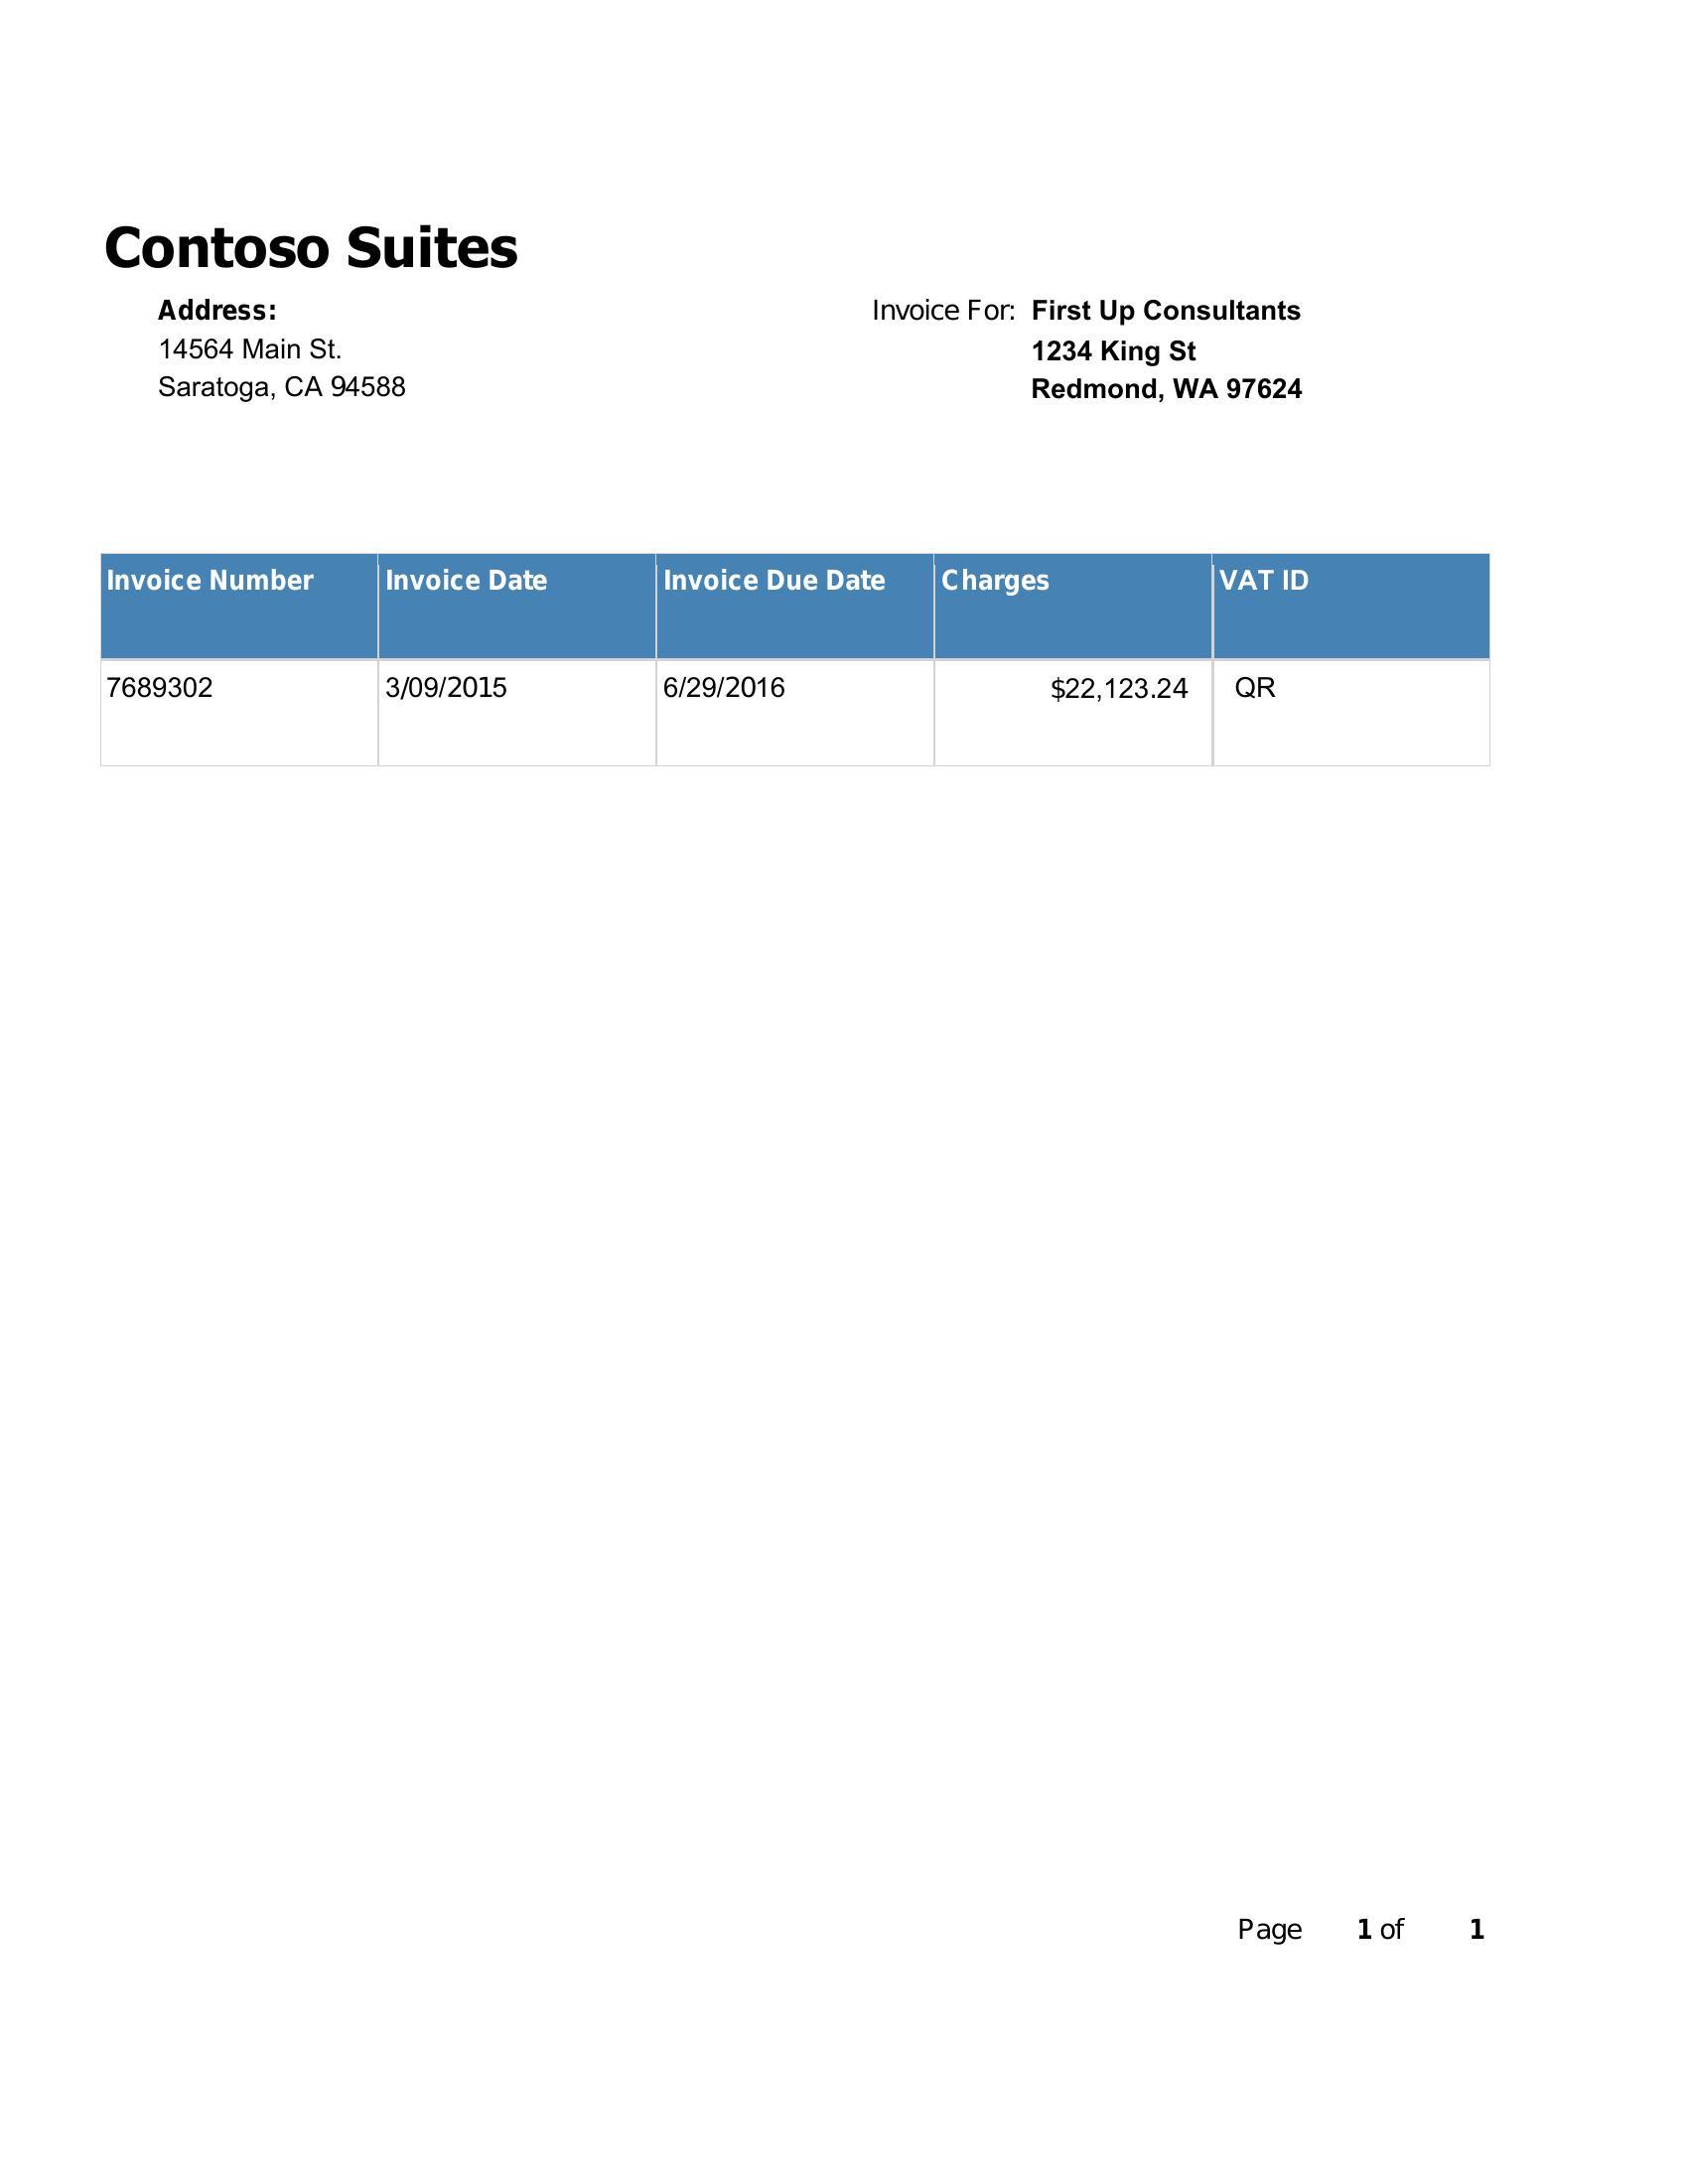 Contoso Suites
Address:
14564 Main St.
Saratoga, CA 94588
Invoice For: First Up Consultants
1234 King St
Redmond, WA 97624
Invoice Number Invoice Date Invoice Due Date Charges VAT ID
7689302 3/09/2015 6/29/2016 $22,123.24 QR
Page 1 of 1